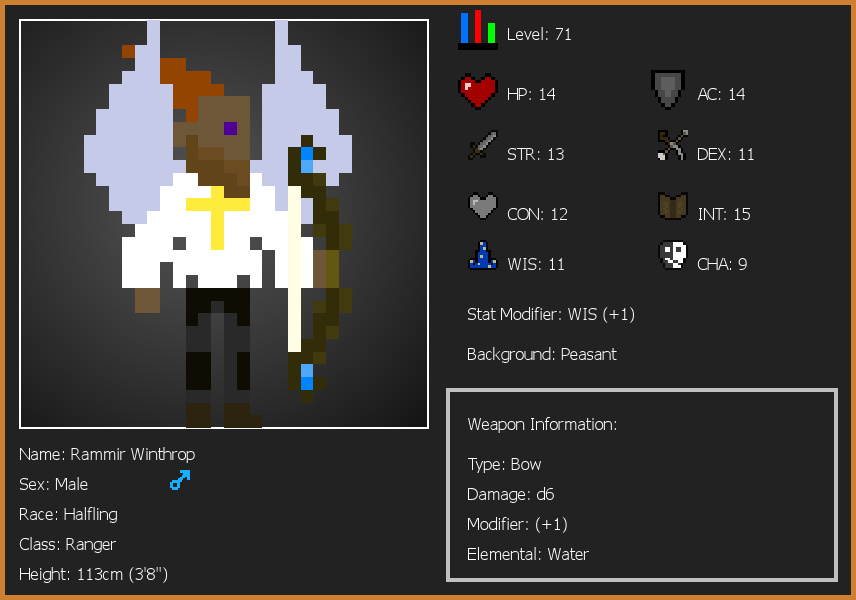 Level: 71
HP: 14
AC: 14
STR: 13
DEX: 11
CON: 12
INT: 15
WIS: 11
CHA: 9
Stat Modifier: WIS (+1)
Background: Peasant
Weapon Information:
Type: Bow
Damage: d6
Modifier: (+1)
Elemental: Water
Name: Rammir Winthrop
Sex: Male
Race: Halfling
Class: Ranger
Height: 113cm (3'8")